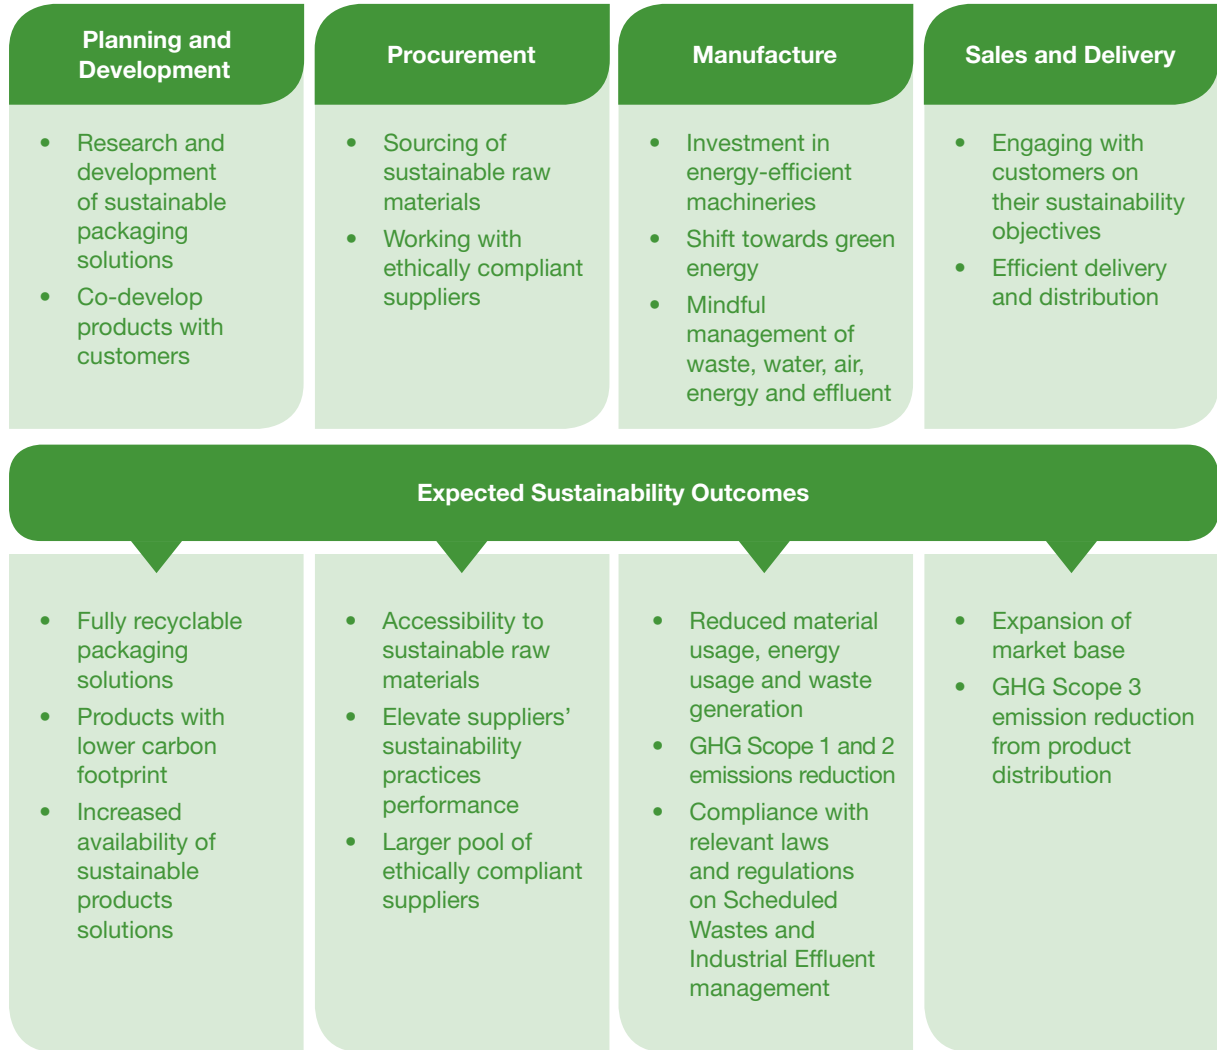 Planning and
Development
• Research and
development
of sustainable
packaging
solutions
• Co-develop
products with
customers
Procurement
• Sourcing of
sustainable raw
materials
• Working with
ethically compliant
suppliers
Manufacture
• Investment in
energy-efficient
machineries
• Shift towards green
energy
• Mindful
management of
waste, water, air,
energy and effluent
Sales and Delivery
• Engaging with
customers on
their sustainability
objectives
• Efficient delivery
and distribution
Expected Sustainability Outcomes
• Fully recyclable
packaging
solutions
• Products with
lower carbon
footprint
• Increased
availability of
sustainable
products
solutions
• Accessibility to
sustainable raw
materials
• Elevate suppliers’
sustainability
practices
performance
• Larger pool of
ethically compliant
suppliers
• Reduced material
usage, energy
usage and waste
generation
• GHG Scope 1 and 2
emissions reduction
• Compliance with
relevant laws
and regulations
on Scheduled
Wastes and
Industrial Effluent
management
• Expansion of
market base
• GHG Scope 3
emission reduction
from product
distribution